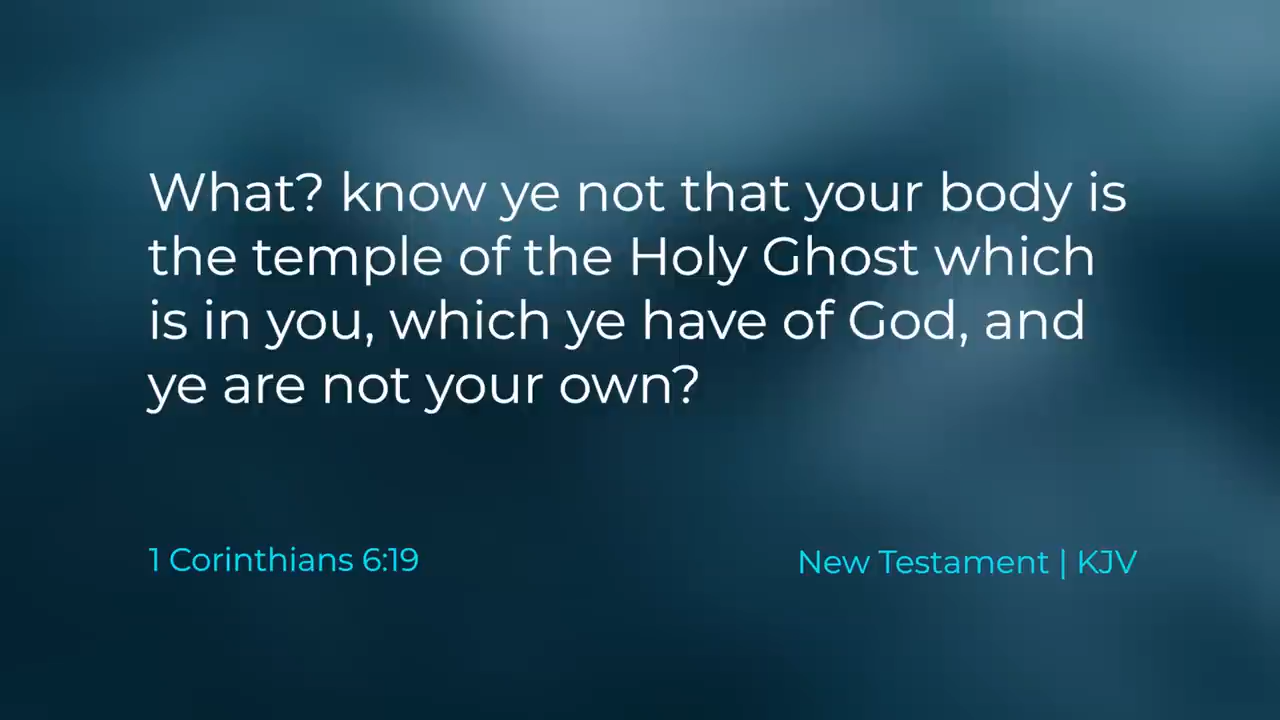 What? know ye not that your body is
the temple of the Holy Ghost which
is in you, which ye have of God, and
ye are not your own?
1 Corinthians 6:19
New Testament | KJV